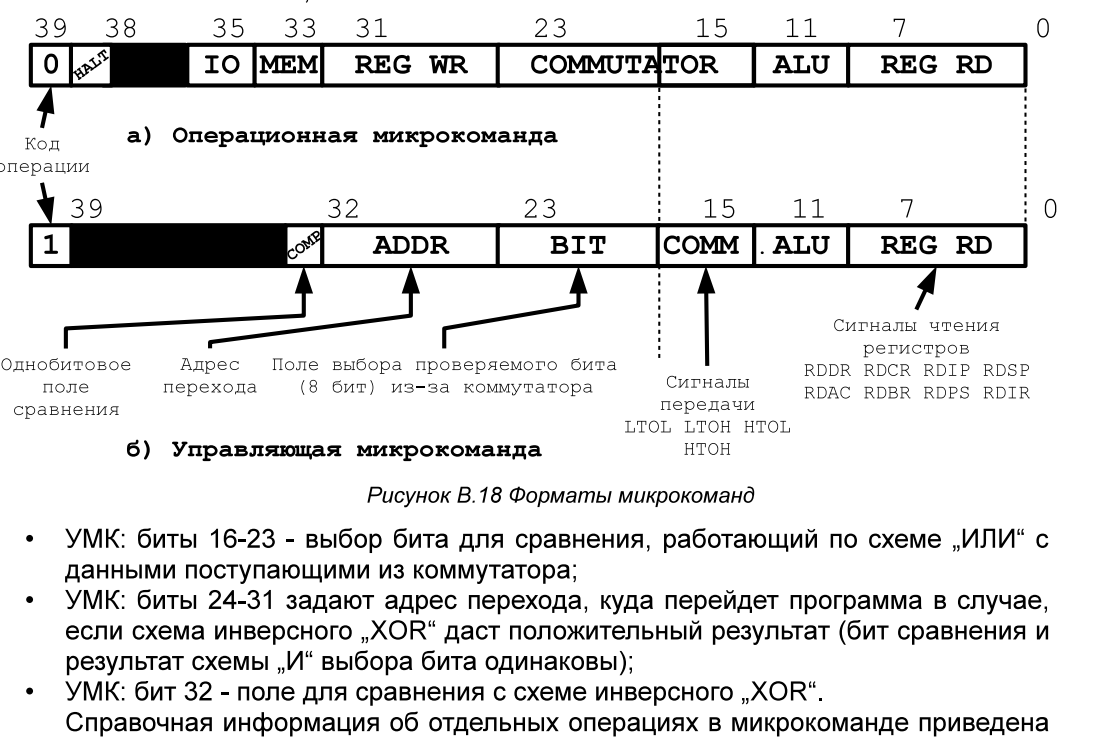 39 38 35 33 31 23 15 11 7 0
0 HALT IO MEM REG WR COMMUTATOR ALU REG RD
а) Операционная микрокоманда
Код
операции
39 32 23 15 11 7 0
1 COMP ADDR BIT COMM ALU REG RD
Однобитовое
поле
сравнения
Адрес
перехода
Поле выбора проверяемого бита
(8 бит) из-за коммутатора
Сигналы
передачи
LTOL LTOH HTOL
HTOH
Сигналы чтения
регистров
RDDR RDCR RDIP RDSP
RDAC RDBR RDPS RDIR
б) Управляющая микрокоманда
Рисунок В.18 Форматы микрокоманд
• УМК: биты 16-23 - выбор бита для сравнения, работающий по схеме „ИЛИ“ с
данными поступающими из коммутатора;
• УМК: биты 24-31 задают адрес перехода, куда перейдет программа в случае,
если схема инверсного „XOR“ даст положительный результат (бит сравнения и
результат схемы „И“ выбора бита одинаковы);
• УМК: бит 32 - поле для сравнения с схеме инверсного „XOR“.
Справочная информация об отдельных операциях в микрокоманде приведена